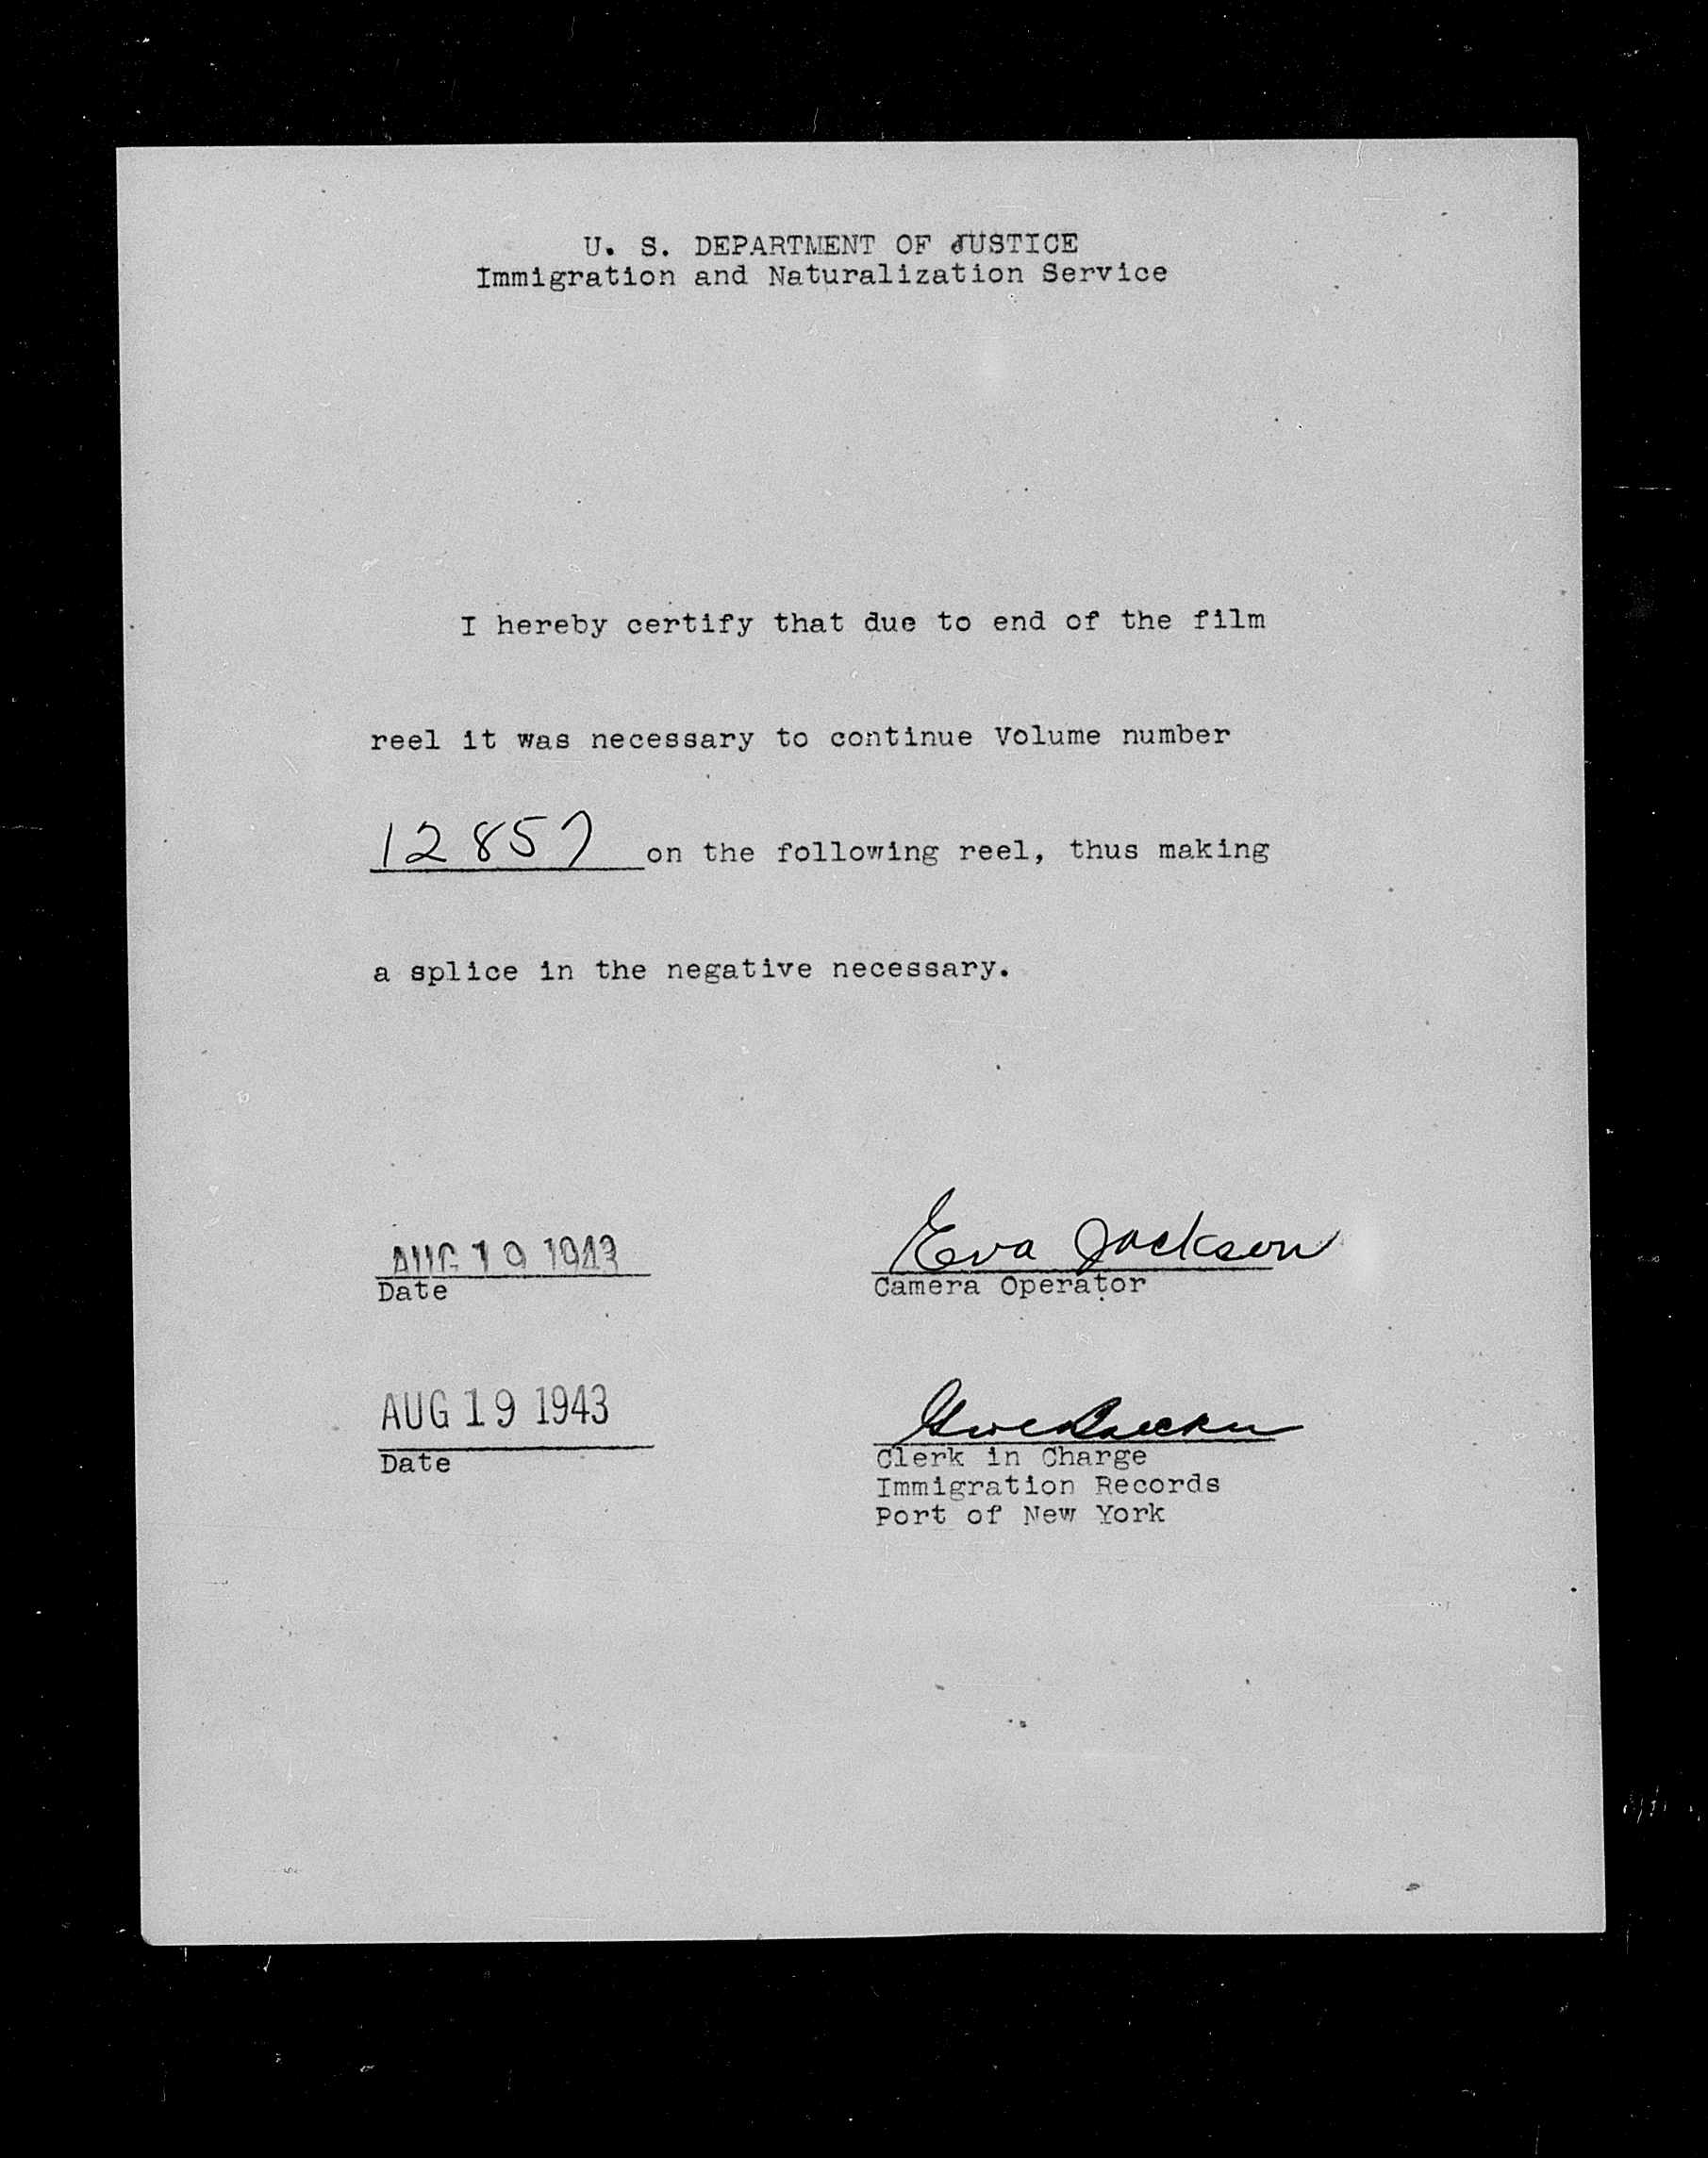 U. S. DEPARTMENT OF JUSTICE
Immigration and Naturalization Service
I hereby certify that due to end of the film
reel it was necessary to continue Volume number
12857 on the following reel, thus making
a splice in the negative necessary.
AUG 19 1943
Date
Eva Jackson
Camera Operator
AUG 19 1943
Date
Clerk in Charge
Immigration Records
Port of New York